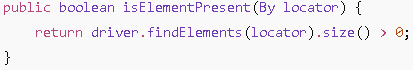 public boolean isElementPresent(By locator) {
    return driver.findElements(locator).size() > 0;
}